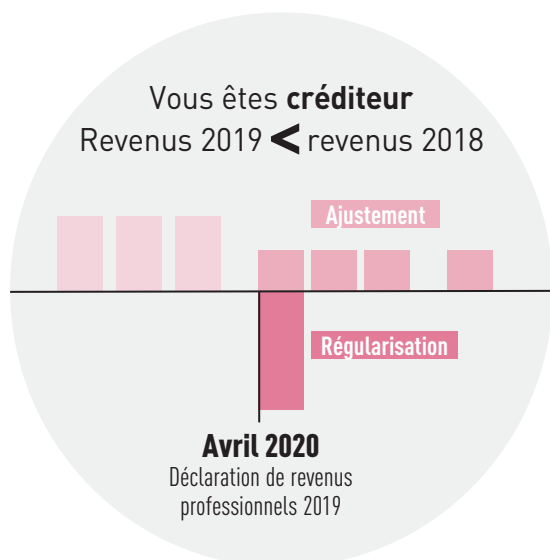 Vous êtes créditeur
Revenus 2019 < revenus 2018
Ajustement
Régularisation
Avril 2020
Déclaration de revenus
professionnels 2019